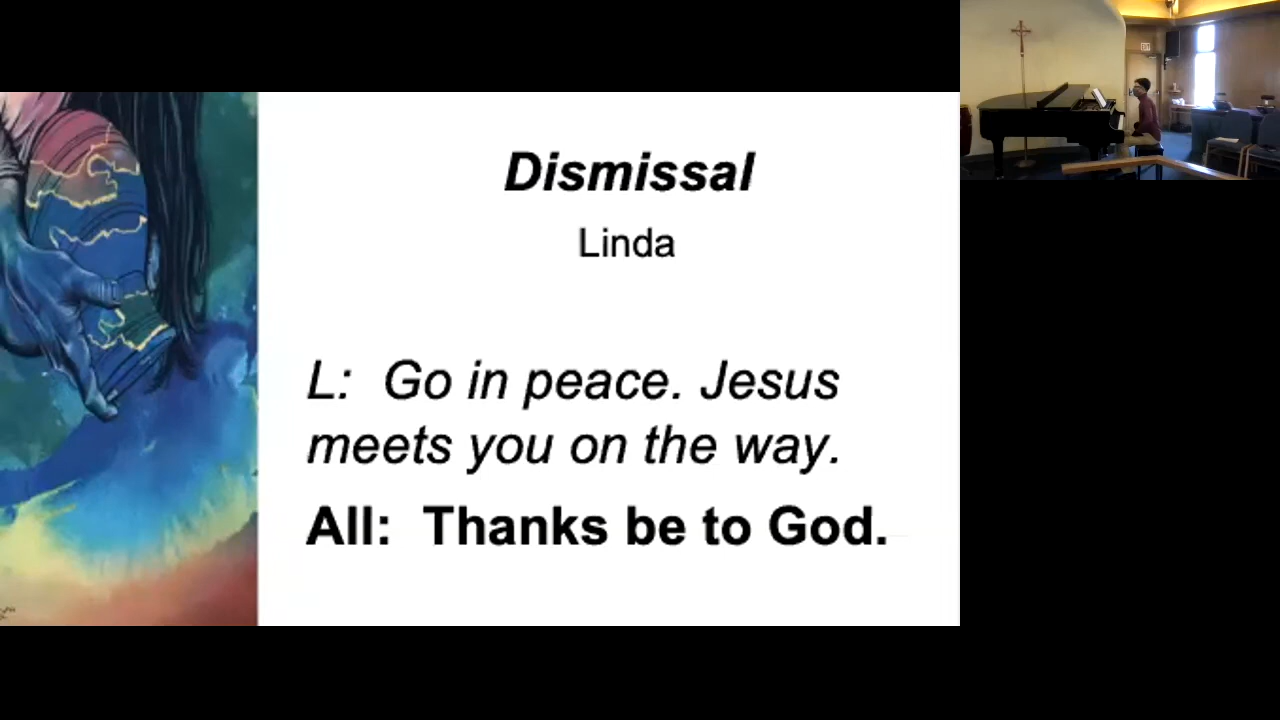 Dismissal
Linda
L: Go in peace. Jesus
meets you on the way.
All: Thanks be to God.